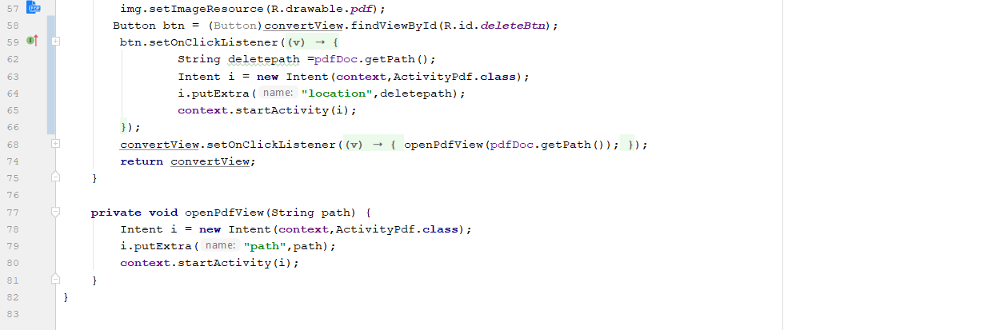 57 img.setImageResource(R.drawable.pdf);
58 Button btn = (Button)convertView.findViewById(R.id.deleteBtn);
59 btn.setOnClickListener((v) → {
62 String deletepath =pdfDoc.getPath();
63 Intent i = new Intent(context,ActivityPdf.class);
64 i.putExtra( name: "location",deletepath);
65 context.startActivity(i);
66 });
68 convertView.setOnClickListener((v) → { openPdfView(pdfDoc.getPath()); });
74 return convertView;
75 }
76
77 private void openPdfView(String path) {
78 Intent i = new Intent(context,ActivityPdf.class);
79 i.putExtra( name: "path",path);
80 context.startActivity(i);
81 }
82 }
83